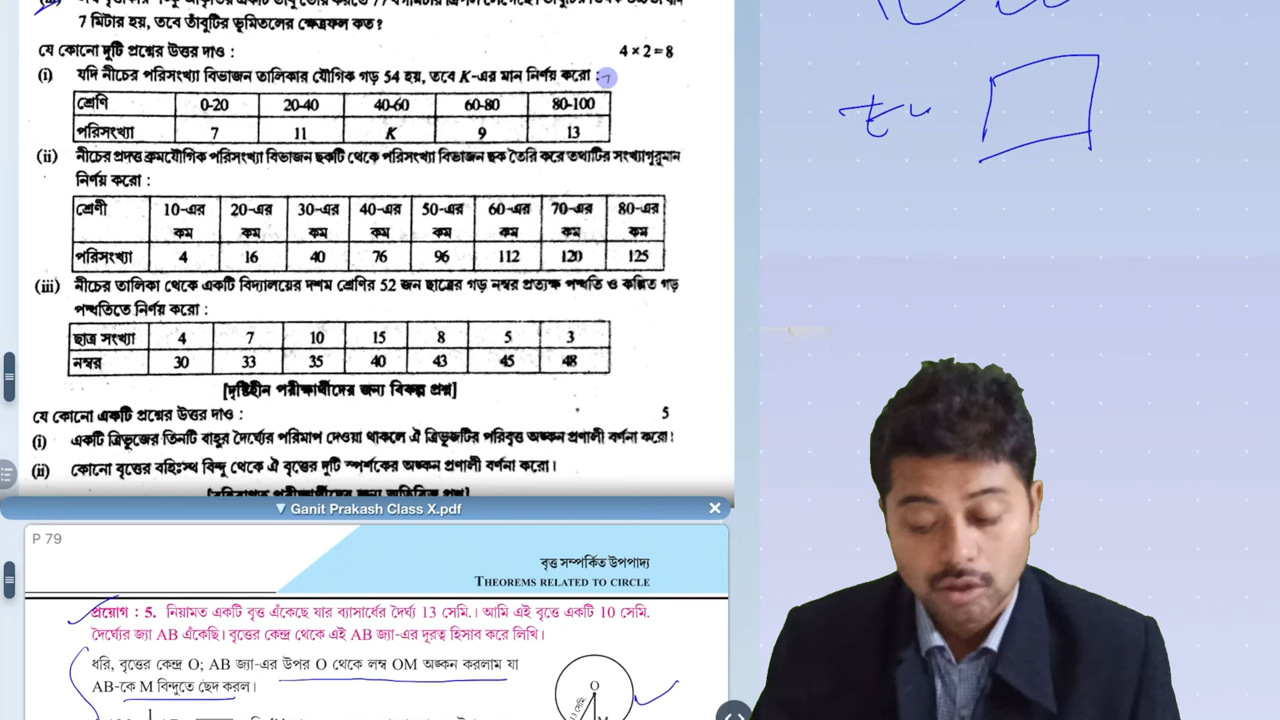 7 মিটার হয়, তবে তাঁবুটির ভূমিতলের ক্ষেত্রফল কত?
যে কোনো দুটি প্রশ্নের উত্তর দাও : 4 × 2 = 8
(i) যদি নীচের পরিসংখ্যা বিভাজন তালিকার যৌগিক গড় 54 হয়, তবে K-এর মান নির্ণয় করো :
শ্রেণি 0-20 20-40 40-60 60-80 80-100
পরিসংখ্যা 7 11 K 9 13
(ii) নীচের প্রদত্ত ক্রমযৌগিক পরিসংখ্যা বিভাজন ছকটি থেকে পরিসংখ্যা বিভাজন ছক তৈরি করে তথ্যটির সংখ্যাগুরুমান
নির্ণয় করো :
শ্রেণী 10-এর কম 20-এর কম 30-এর কম 40-এর কম 50-এর কম 60-এর কম 70-এর কম 80-এর কম
পরিসংখ্যা 4 16 40 76 96 112 120 125
(iii) নীচের তালিকা থেকে একটি বিদ্যালয়ের দশম শ্রেণির 52 জন ছাত্রের গড় নম্বর প্রত্যক্ষ পদ্ধতি ও কল্পিত গড়
পদ্ধতিতে নির্ণয় করো :
ছাত্র সংখ্যা 4 7 10 15 8 5 3
নম্বর 30 33 35 40 43 45 48
[দৃষ্টিহীন পরীক্ষার্থীদের জন্য বিকল্প প্রশ্ন]
যে কোনো একটি প্রশ্নের উত্তর দাও : 5
(i) একটি ত্রিভুজের তিনটি বাহুর দৈর্ঘ্যের পরিমাপ দেওয়া থাকলে ঐ ত্রিভুজটির পরিবৃত্ত অঙ্কন প্রণালী বর্ণনা করো।
(ii) কোনো বৃত্তের বহিঃস্থ বিন্দু থেকে ঐ বৃত্তের দুটি স্পর্শকের অঙ্কন প্রণালী বর্ণনা করো।
▼ Ganit Prakash Class X.pdf ✕
P 79
বৃত্ত সম্পর্কিত উপপাদ্য
THEOREMS RELATED TO CIRCLE
প্রয়োগ : 5. নিয়ামত একটি বৃত্ত এঁকেছে যার ব্যাসার্ধের দৈর্ঘ্য 13 সেমি.। আমি এই বৃত্তে একটি 10 সেমি.
দৈর্ঘ্যের জ্যা AB এঁকেছি। বৃত্তের কেন্দ্র থেকে এই AB জ্যা-এর দূরত্ব হিসাব করে লিখি।
ধরি, বৃত্তের কেন্দ্র O; AB জ্যা-এর উপর O থেকে লম্ব OM অঙ্কন করলাম যা
AB-কে M বিন্দুতে ছেদ করল।
O
13 সেমি
M